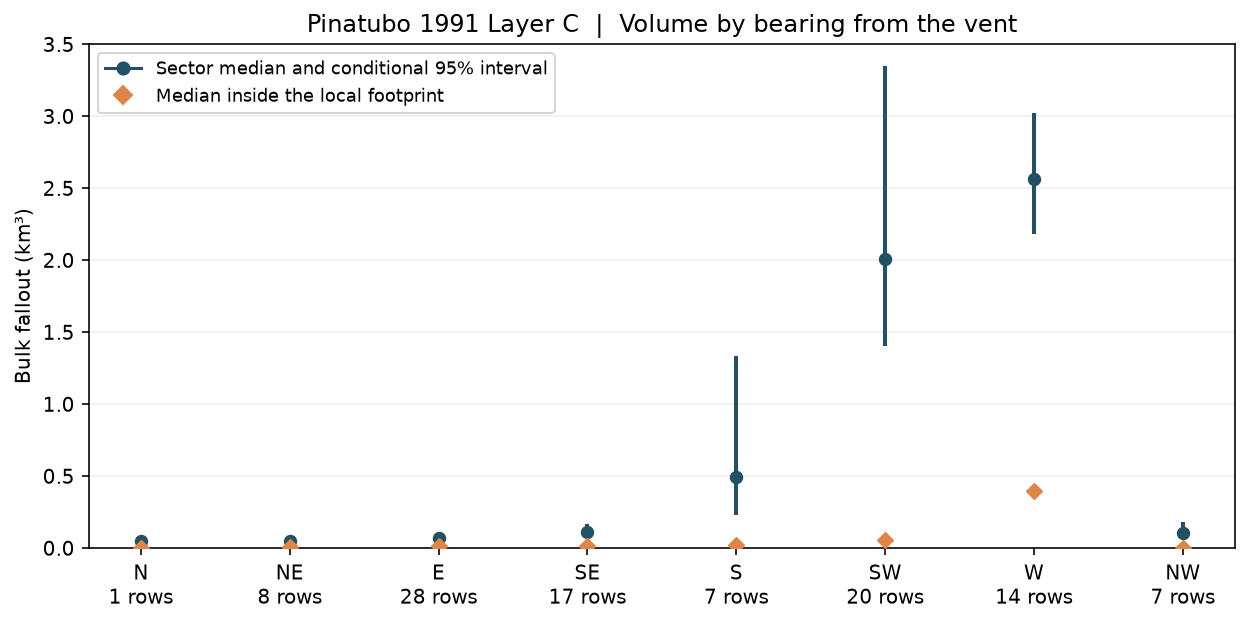 Pinatubo 1991 Layer C | Volume by bearing from the vent
Sector median and conditional 95% interval
Median inside the local footprint
Bulk fallout (km³)
3.5
3.0
2.5
2.0
1.5
1.0
0.5
0.0
N NE E SE S SW W NW
1 rows 8 rows 28 rows 17 rows 7 rows 20 rows 14 rows 7 rows